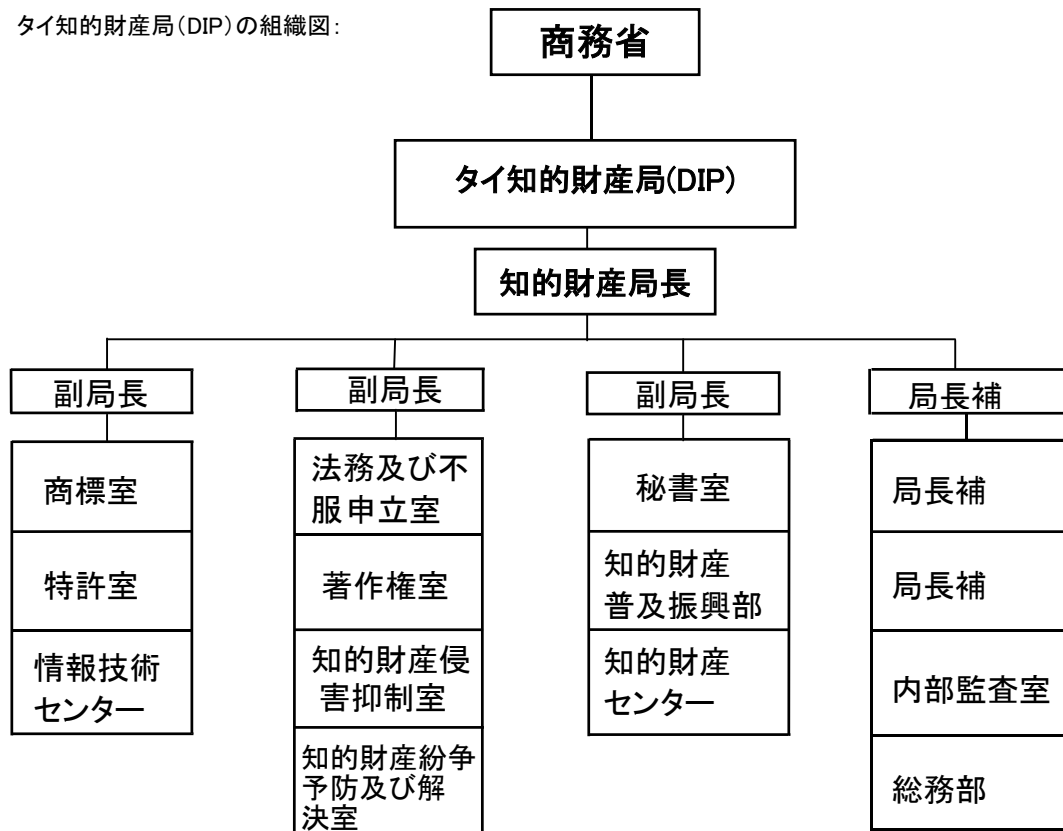 タイ知的財産局(DIP)の組織図:
商務省
タイ知的財産局(DIP)
知的財産局長
副局長
副局長
副局長
局長補
商標室
特許室
情報技術
センター
法務及び不
服申立室
著作権室
知的財産侵
害抑制室
知的財産紛争
予防及び解
決室
秘書室
知的財産
普及振興部
知的財産
センター
局長補
局長補
内部監査室
総務部